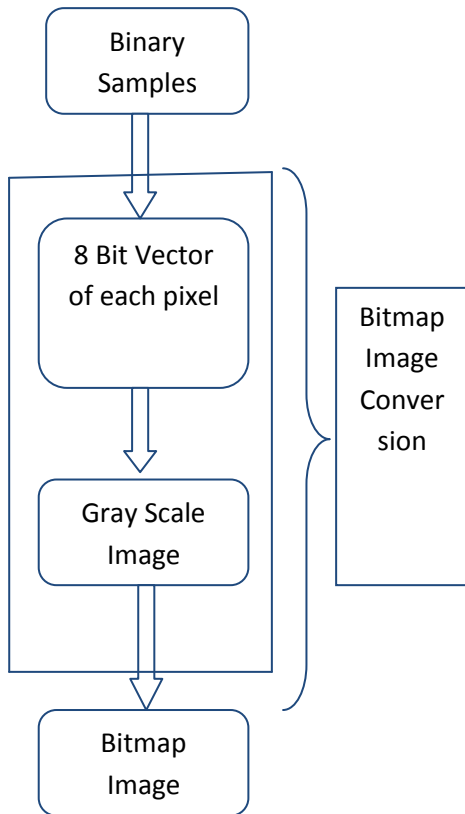 Binary
Samples
8 Bit Vector
of each pixel
Bitmap
Image
Conver
sion
Gray Scale
Image
Bitmap
Image